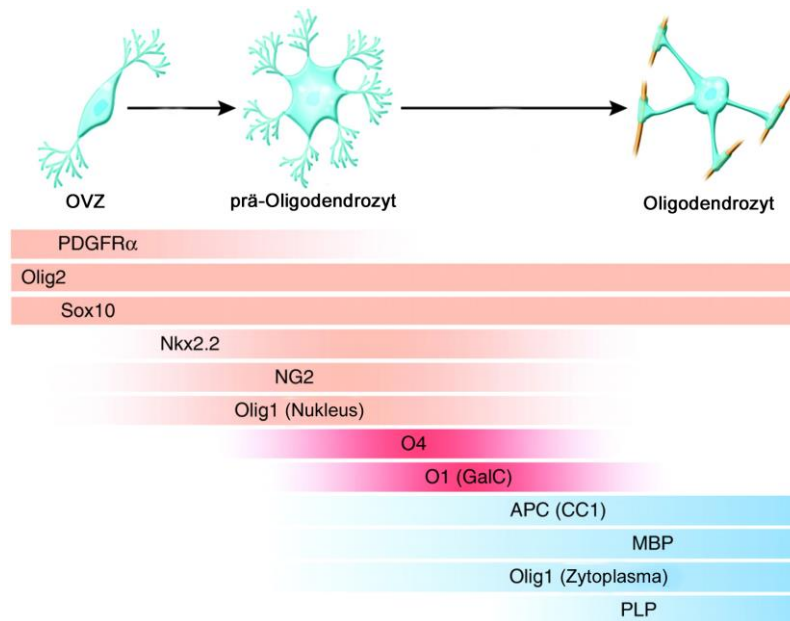 OVZ
prä-Oligodendrozyt
Oligodendrozyt
PDGFRα
Olig2
Sox10
Nkx2.2
NG2
Olig1 (Nukleus)
O4
O1 (GalC)
APC (CC1)
MBP
Olig1 (Zytoplasma)
PLP